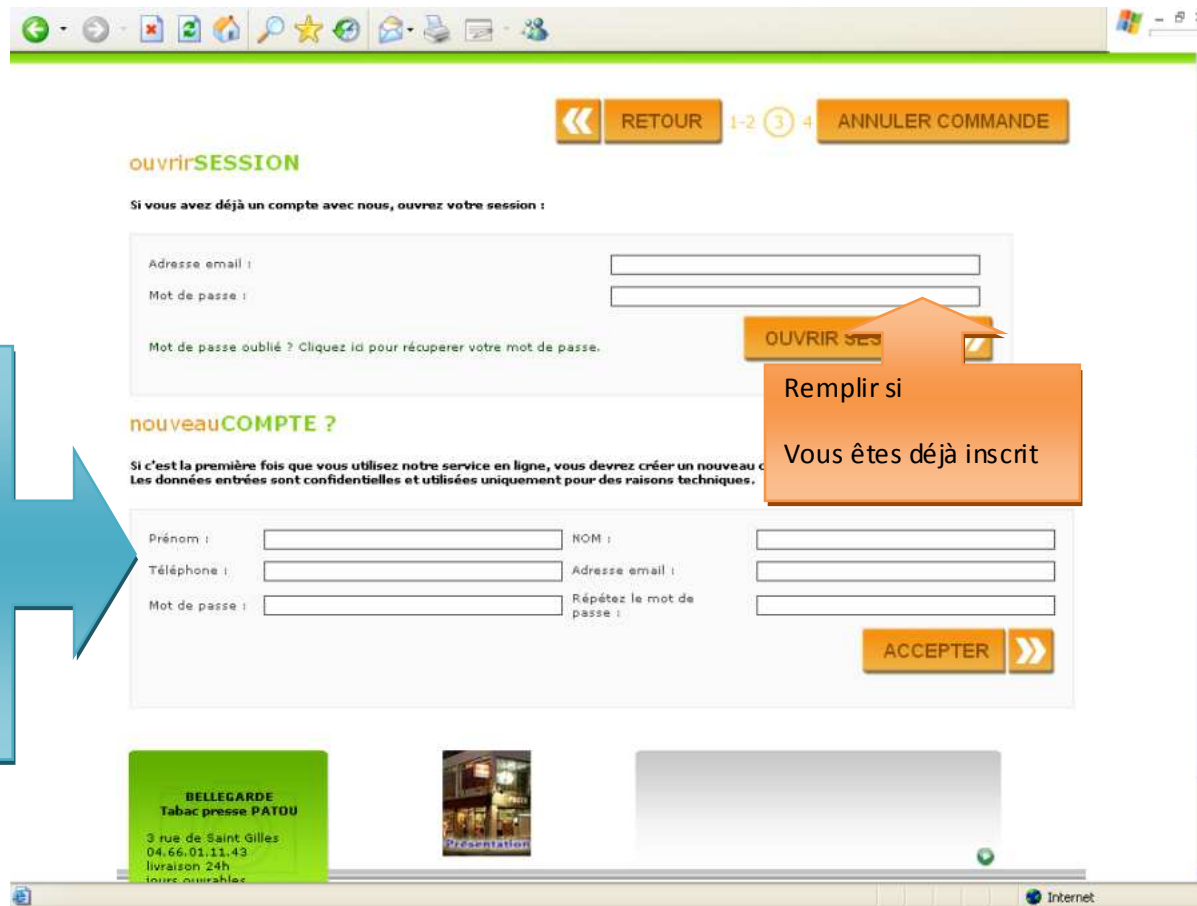 RETOUR 1-2 3 4 ANNULER COMMANDE
ouvrirSESSION
Si vous avez déjà un compte avec nous, ouvrez votre session :
Adresse email :
Mot de passe :
Mot de passe oublié ? Cliquez ici pour récuperer votre mot de passe.
OUVRIR SES
Remplir si
Vous êtes déjà inscrit
nouveauCOMPTE ?
Si c'est la première fois que vous utilisez notre service en ligne, vous devrez créer un nouveau
Les données entrées sont confidentielles et utilisées uniquement pour des raisons techniques.
Prénom :
NOM :
Téléphone :
Adresse email :
Mot de passe :
Répétez le mot de
passe :
ACCEPTER
BELLEGARDE
Tabac presse PATOU
3 rue de Saint Gilles
04.66.01.11.43
livraison 24h
jours ouvrables
Présentation
Internet